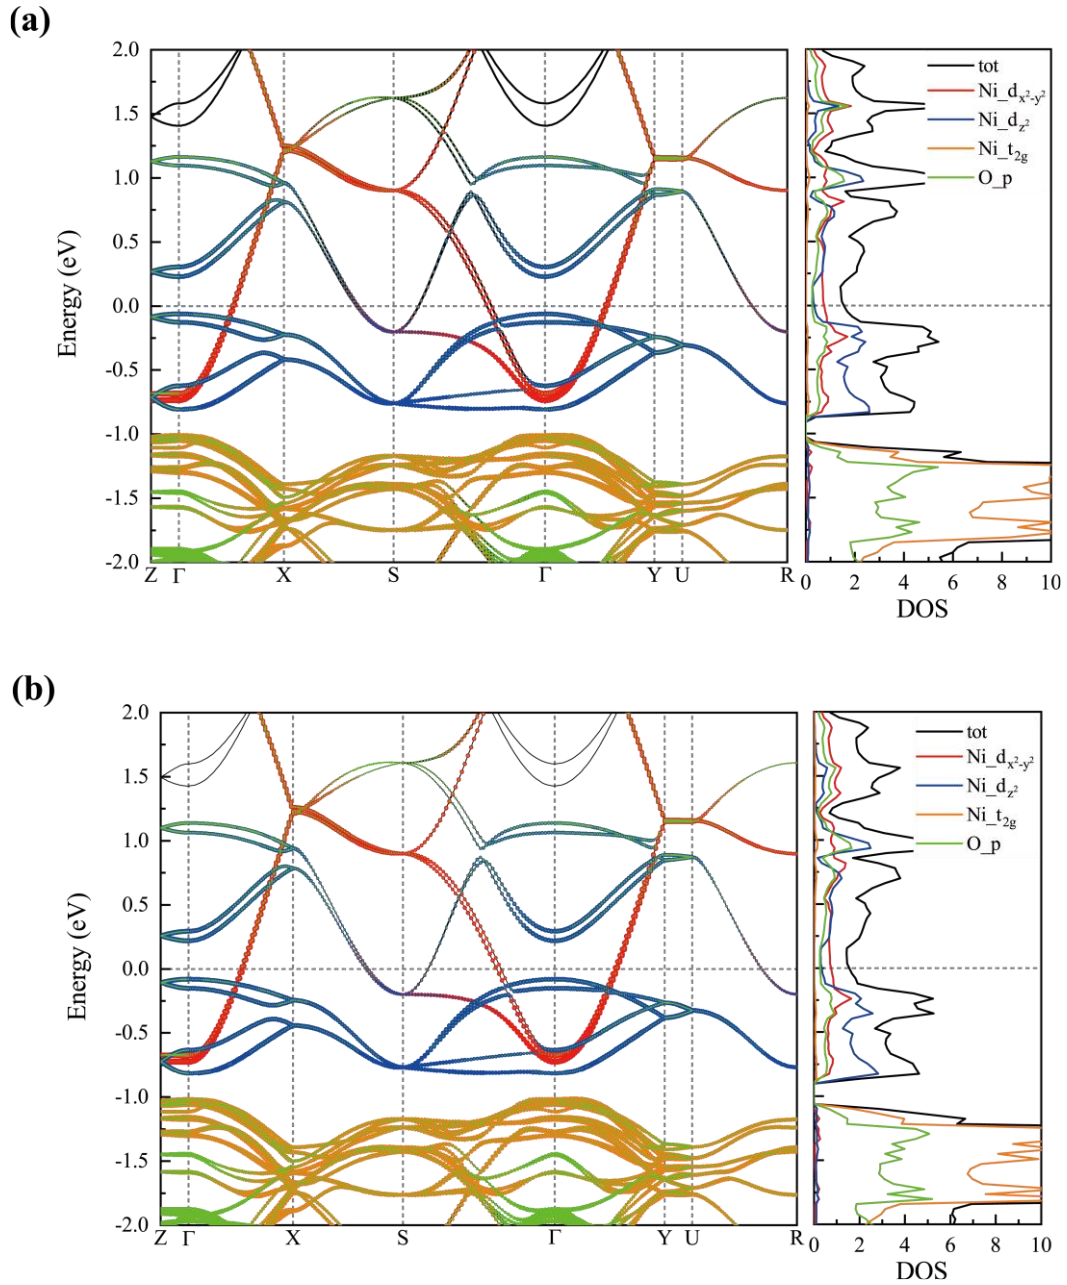 (a)
2.0
1.5
1.0
0.5
0.0
-0.5
-1.0
-1.5
-2.0
Energy (eV)
Z Γ X S Γ Y U R
tot
Ni_dx²-y²
Ni_dz²
Ni_t2g
O_p
0 2 4 6 8 10
DOS
(b)
2.0
1.5
1.0
0.5
0.0
-0.5
-1.0
-1.5
-2.0
Energy (eV)
Z Γ X S Γ Y U R
tot
Ni_dx²-y²
Ni_dz²
Ni_t2g
O_p
0 2 4 6 8 10
DOS